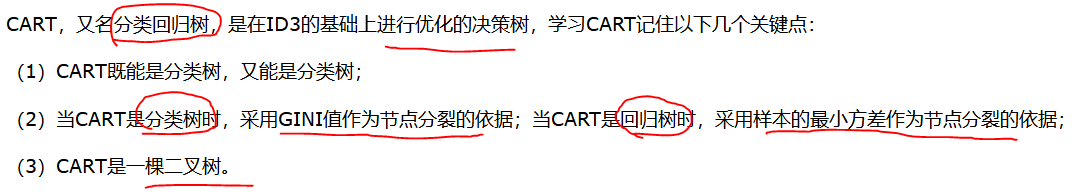 CART，又名分类回归树，是在ID3的基础上进行优化的决策树，学习CART记住以下几个关键点：
（1）CART既能是分类树，又能是分类树；
（2）当CART是分类树时，采用GINI值作为节点分裂的依据；当CART是回归树时，采用样本的最小方差作为节点分裂的依据；
（3）CART是一棵二叉树。